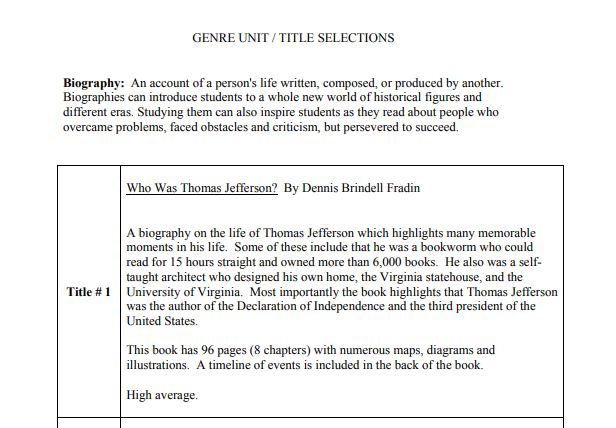 GENRE UNIT / TITLE SELECTIONS
Biography: An account of a person's life written, composed, or produced by another.
Biographies can introduce students to a whole new world of historical figures and
different eras. Studying them can also inspire students as they read about people who
overcame problems, faced obstacles and criticism, but persevered to succeed.
Title # 1
Who Was Thomas Jefferson? By Dennis Brindell Fradin
A biography on the life of Thomas Jefferson which highlights many memorable
moments in his life. Some of these include that he was a bookworm who could
read for 15 hours straight and owned more than 6,000 books. He also was a self-
taught architect who designed his own home, the Virginia statehouse, and the
University of Virginia. Most importantly the book highlights that Thomas Jefferson
was the author of the Declaration of Independence and the third president of the
United States.
This book has 96 pages (8 chapters) with numerous maps, diagrams and
illustrations. A timeline of events is included in the back of the book.
High average.